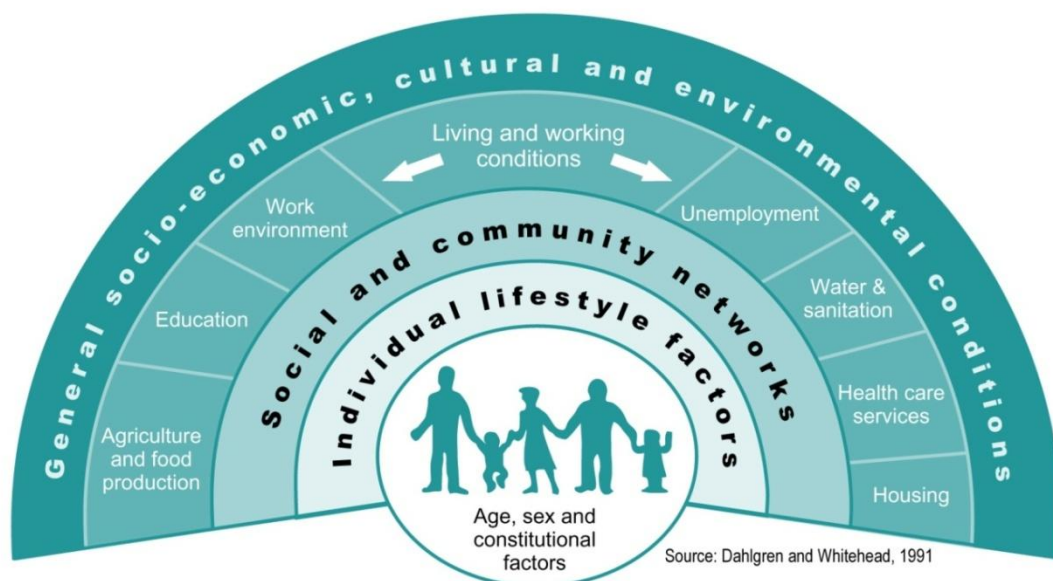 General socio-economic, cultural and environmental conditions
Living and working
conditions
Work
environment
Unemployment
Education
Water &
sanitation
Agriculture
and food
production
Health care
services
Housing
Social and community networks
Individual lifestyle factors
Age, sex and
constitutional
factors
Source: Dahlgren and Whitehead, 1991